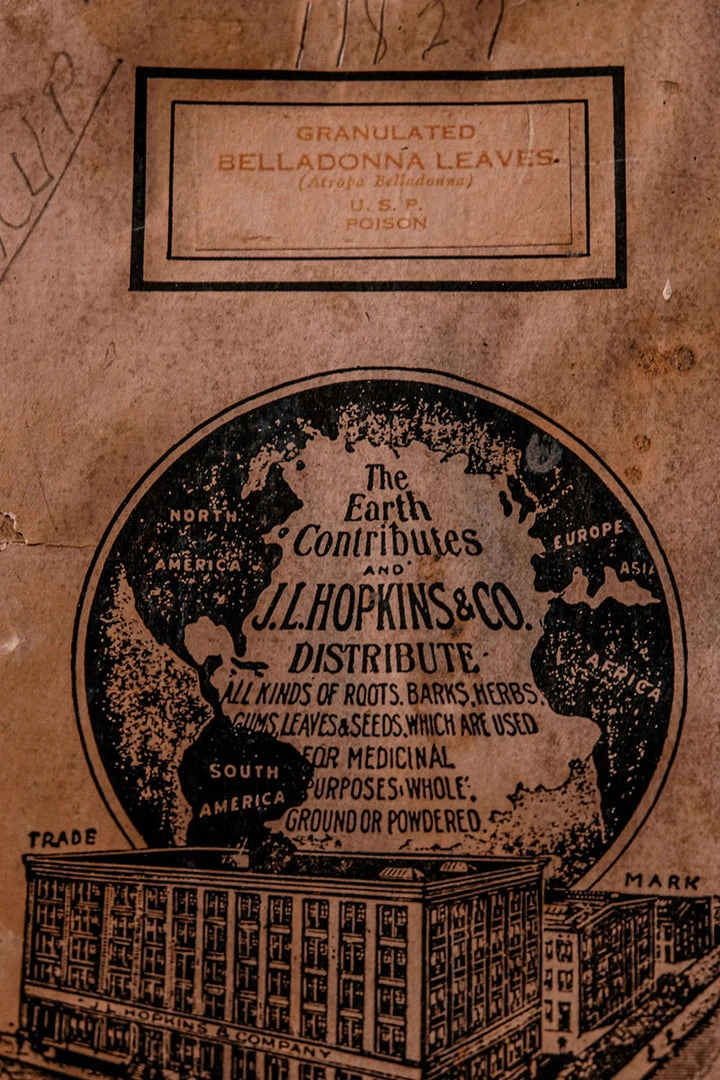 11827
GRANULATED
BELLADONNA LEAVES
(Atropa Belladonna)
U. S. P.
POISON
The
Earth
Contributes
AND
J.L.HOPKINS & CO.
DISTRIBUTE
ALL KINDS OF ROOTS. BARKS, HERBS,
GUMS, LEAVES & SEEDS, WHICH ARE USED
FOR MEDICINAL
PURPOSES, WHOLE,
GROUND OR POWDERED.
NORTH
AMERICA
EUROPE
ASIA
AFRICA
SOUTH
AMERICA
TRADE
MARK
J. L. HOPKINS & COMPANY